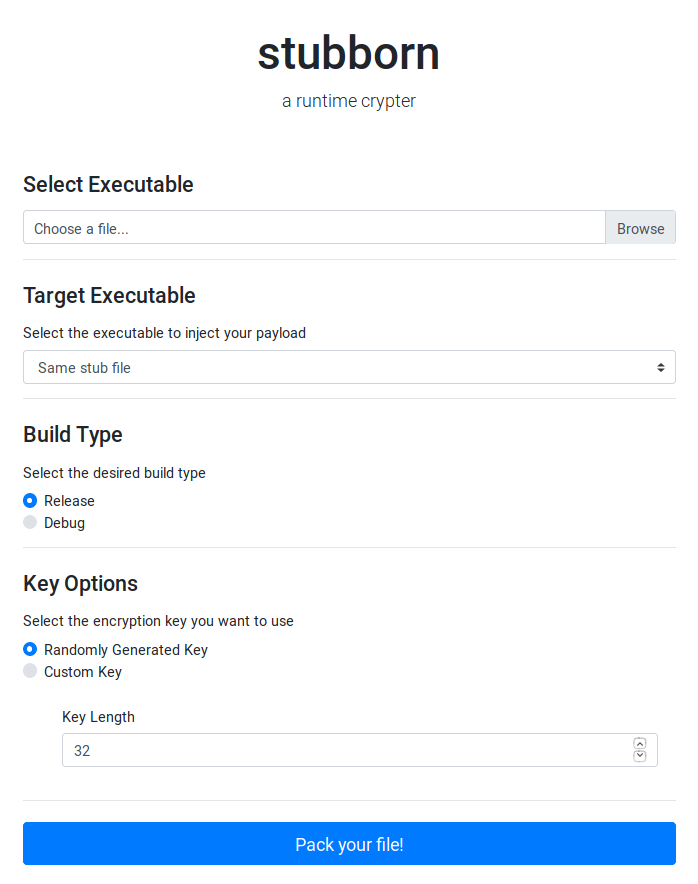 stubborn
a runtime crypter
Select Executable
Choose a file...
Browse
Target Executable
Select the executable to inject your payload
Same stub file
Build Type
Select the desired build type
Release
Debug
Key Options
Select the encryption key you want to use
Randomly Generated Key
Custom Key
Key Length
32
Pack your file!